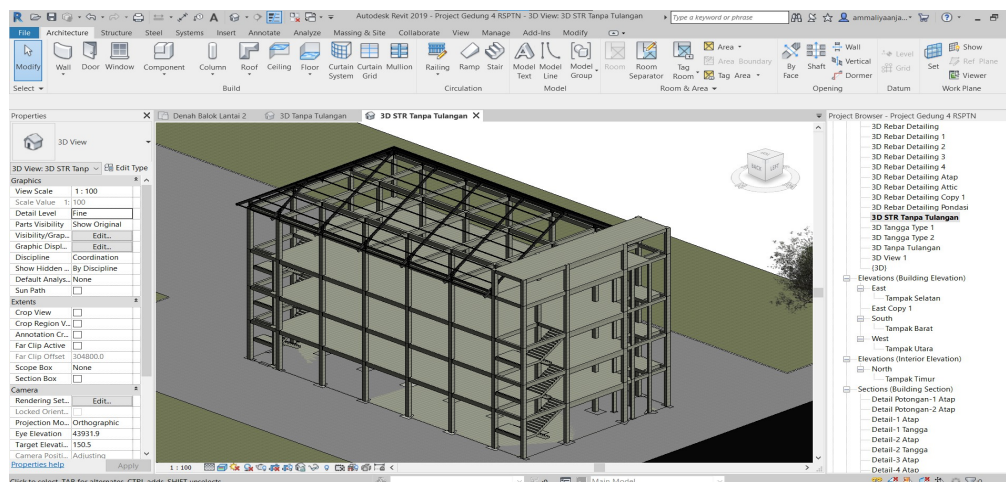 Autodesk Revit 2019 - Project Gedung 4 RSPTN - 3D View: 3D STR Tanpa Tulangan
Type a keyword or phrase
ammaliyaanja...
File Architecture Structure Steel Systems Insert Annotate Analyze Massing & Site Collaborate View Manage Add-Ins Modify
Modify
Wall
Door
Window
Component
Column
Roof
Ceiling
Floor
Curtain System
Curtain Grid
Mullion
Railing
Ramp
Stair
Model Text
Model Line
Model Group
Room
Room Separator
Tag Room
Area
Area Boundary
Tag Area
By Face
Shaft
Wall
Vertical
Dormer
Level
Grid
Set
Show
Ref Plane
Viewer
Select
Build
Circulation
Model
Room & Area
Opening
Datum
Work Plane
Properties
3D View
3D View: 3D STR Tanp
Edit Type
Graphics
View Scale 1 : 100
Scale Value 1: 100
Detail Level Fine
Parts Visibility Show Original
Visibility/Grap... Edit...
Graphic Displ... Edit...
Discipline Coordination
Show Hidden ... By Discipline
Default Analys... None
Sun Path
Extents
Crop View
Crop Region V...
Annotation Cr...
Far Clip Active
Far Clip Offset 304800.0
Scope Box None
Section Box
Camera
Rendering Set... Edit...
Locked Orient...
Projection Mo... Orthographic
Eye Elevation 43931.9
Target Elevati... 150.5
Camera Positi... Adjusting
Properties help
Apply
Denah Balok Lantai 2
3D Tanpa Tulangan
3D STR Tanpa Tulangan
1 : 100
Project Browser - Project Gedung 4 RSPTN
3D Rebar Detailing
3D Rebar Detailing 1
3D Rebar Detailing 2
3D Rebar Detailing 3
3D Rebar Detailing 4
3D Rebar Detailing Atap
3D Rebar Detailing Attic
3D Rebar Detailing Copy 1
3D Rebar Detailing Pondasi
3D STR Tanpa Tulangan
3D Tangga Type 1
3D Tangga Type 2
3D Tanpa Tulangan
3D View 1
{3D}
Elevations (Building Elevation)
East
Tampak Selatan
East Copy 1
South
Tampak Barat
West
Tampak Utara
Elevations (Interior Elevation)
North
Tampak Timur
Sections (Building Section)
Detail Potongan-1 Atap
Detail Potongan-2 Atap
Detail-1 Atap
Detail-1 Tangga
Detail-2 Atap
Detail-2 Tangga
Detail-3 Atap
Detail-4 Atap
Click to select, TAB for alternates, CTRL adds, SHIFT unselects.
Main Model